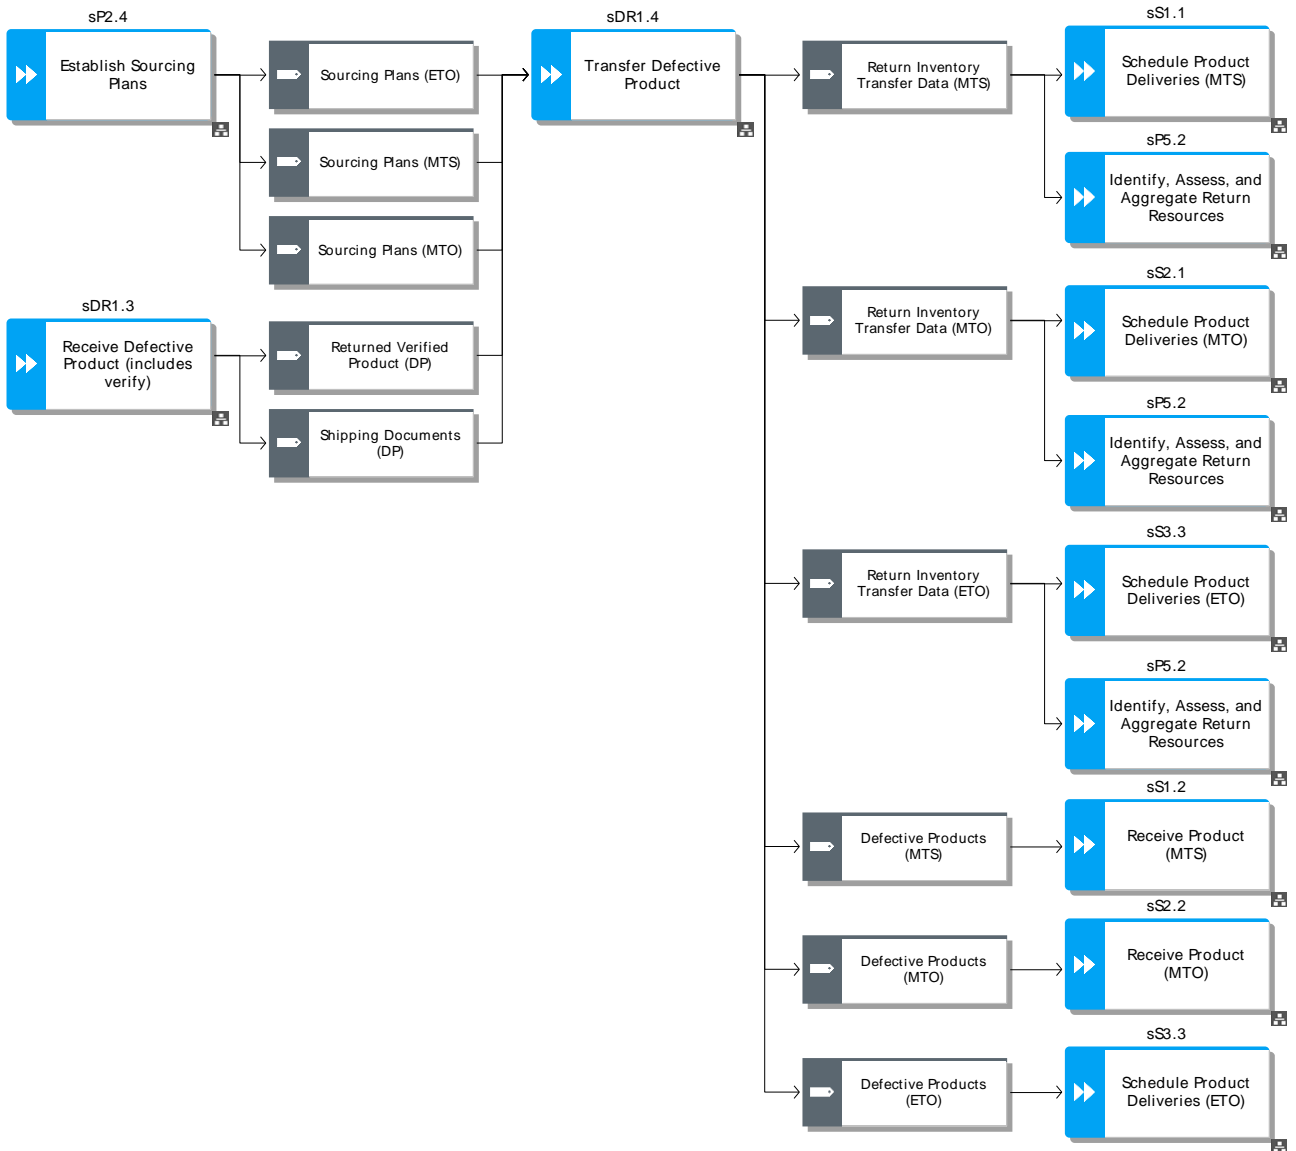 sP2.4
Establish Sourcing
Plans
Sourcing Plans (ETO)
Sourcing Plans (MTS)
Sourcing Plans (MTO)
sDR1.3
Receive Defective
Product (includes
verify)
Returned Verified
Product (DP)
Shipping Documents
(DP)
sDR1.4
Transfer Defective
Product
Return Inventory
Transfer Data (MTS)
sS1.1
Schedule Product
Deliveries (MTS)
sP5.2
Identify, Assess, and
Aggregate Return
Resources
Return Inventory
Transfer Data (MTO)
sS2.1
Schedule Product
Deliveries (MTO)
sP5.2
Identify, Assess, and
Aggregate Return
Resources
Return Inventory
Transfer Data (ETO)
sS3.3
Schedule Product
Deliveries (ETO)
sP5.2
Identify, Assess, and
Aggregate Return
Resources
Defective Products
(MTS)
sS1.2
Receive Product
(MTS)
Defective Products
(MTO)
sS2.2
Receive Product
(MTO)
Defective Products
(ETO)
sS3.3
Schedule Product
Deliveries (ETO)